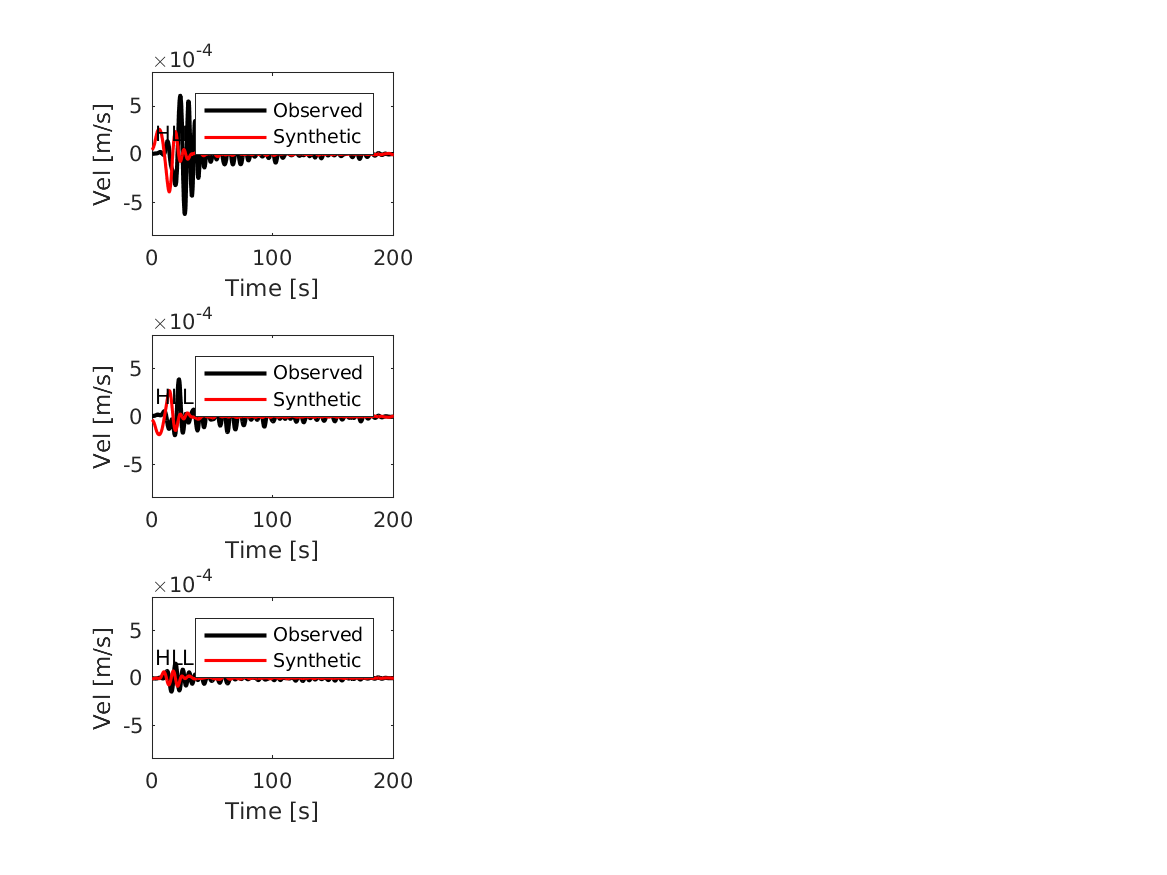 ×10-4
5
0
-5
Vel [m/s]
HLL
Observed
Synthetic
0 100 200
Time [s]
×10-4
5
0
-5
Vel [m/s]
HLL
Observed
Synthetic
0 100 200
Time [s]
×10-4
5
0
-5
Vel [m/s]
HLL
Observed
Synthetic
0 100 200
Time [s]